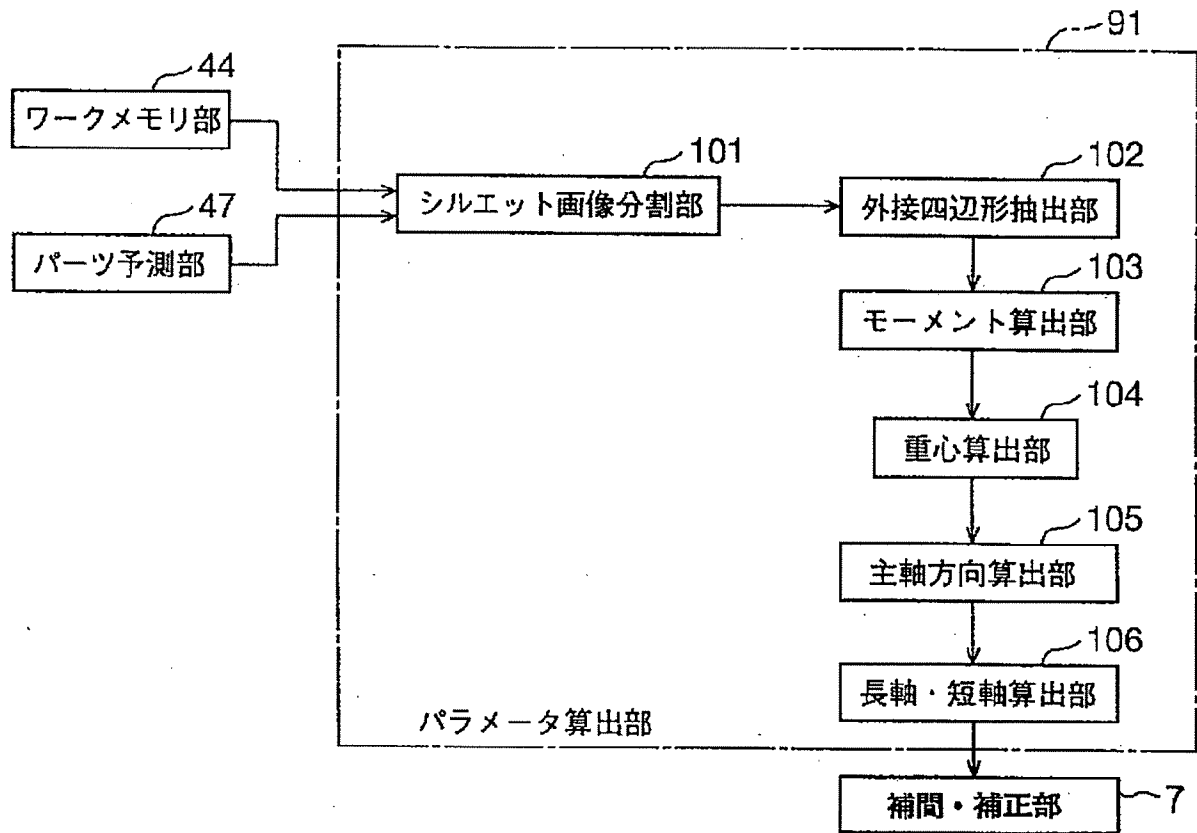 91
44
ワークメモリ部
101
シルエット画像分割部
102
外接四辺形抽出部
47
パーツ予測部
103
モーメント算出部
104
重心算出部
105
主軸方向算出部
106
長軸・短軸算出部
パラメータ算出部
補間・補正部
7